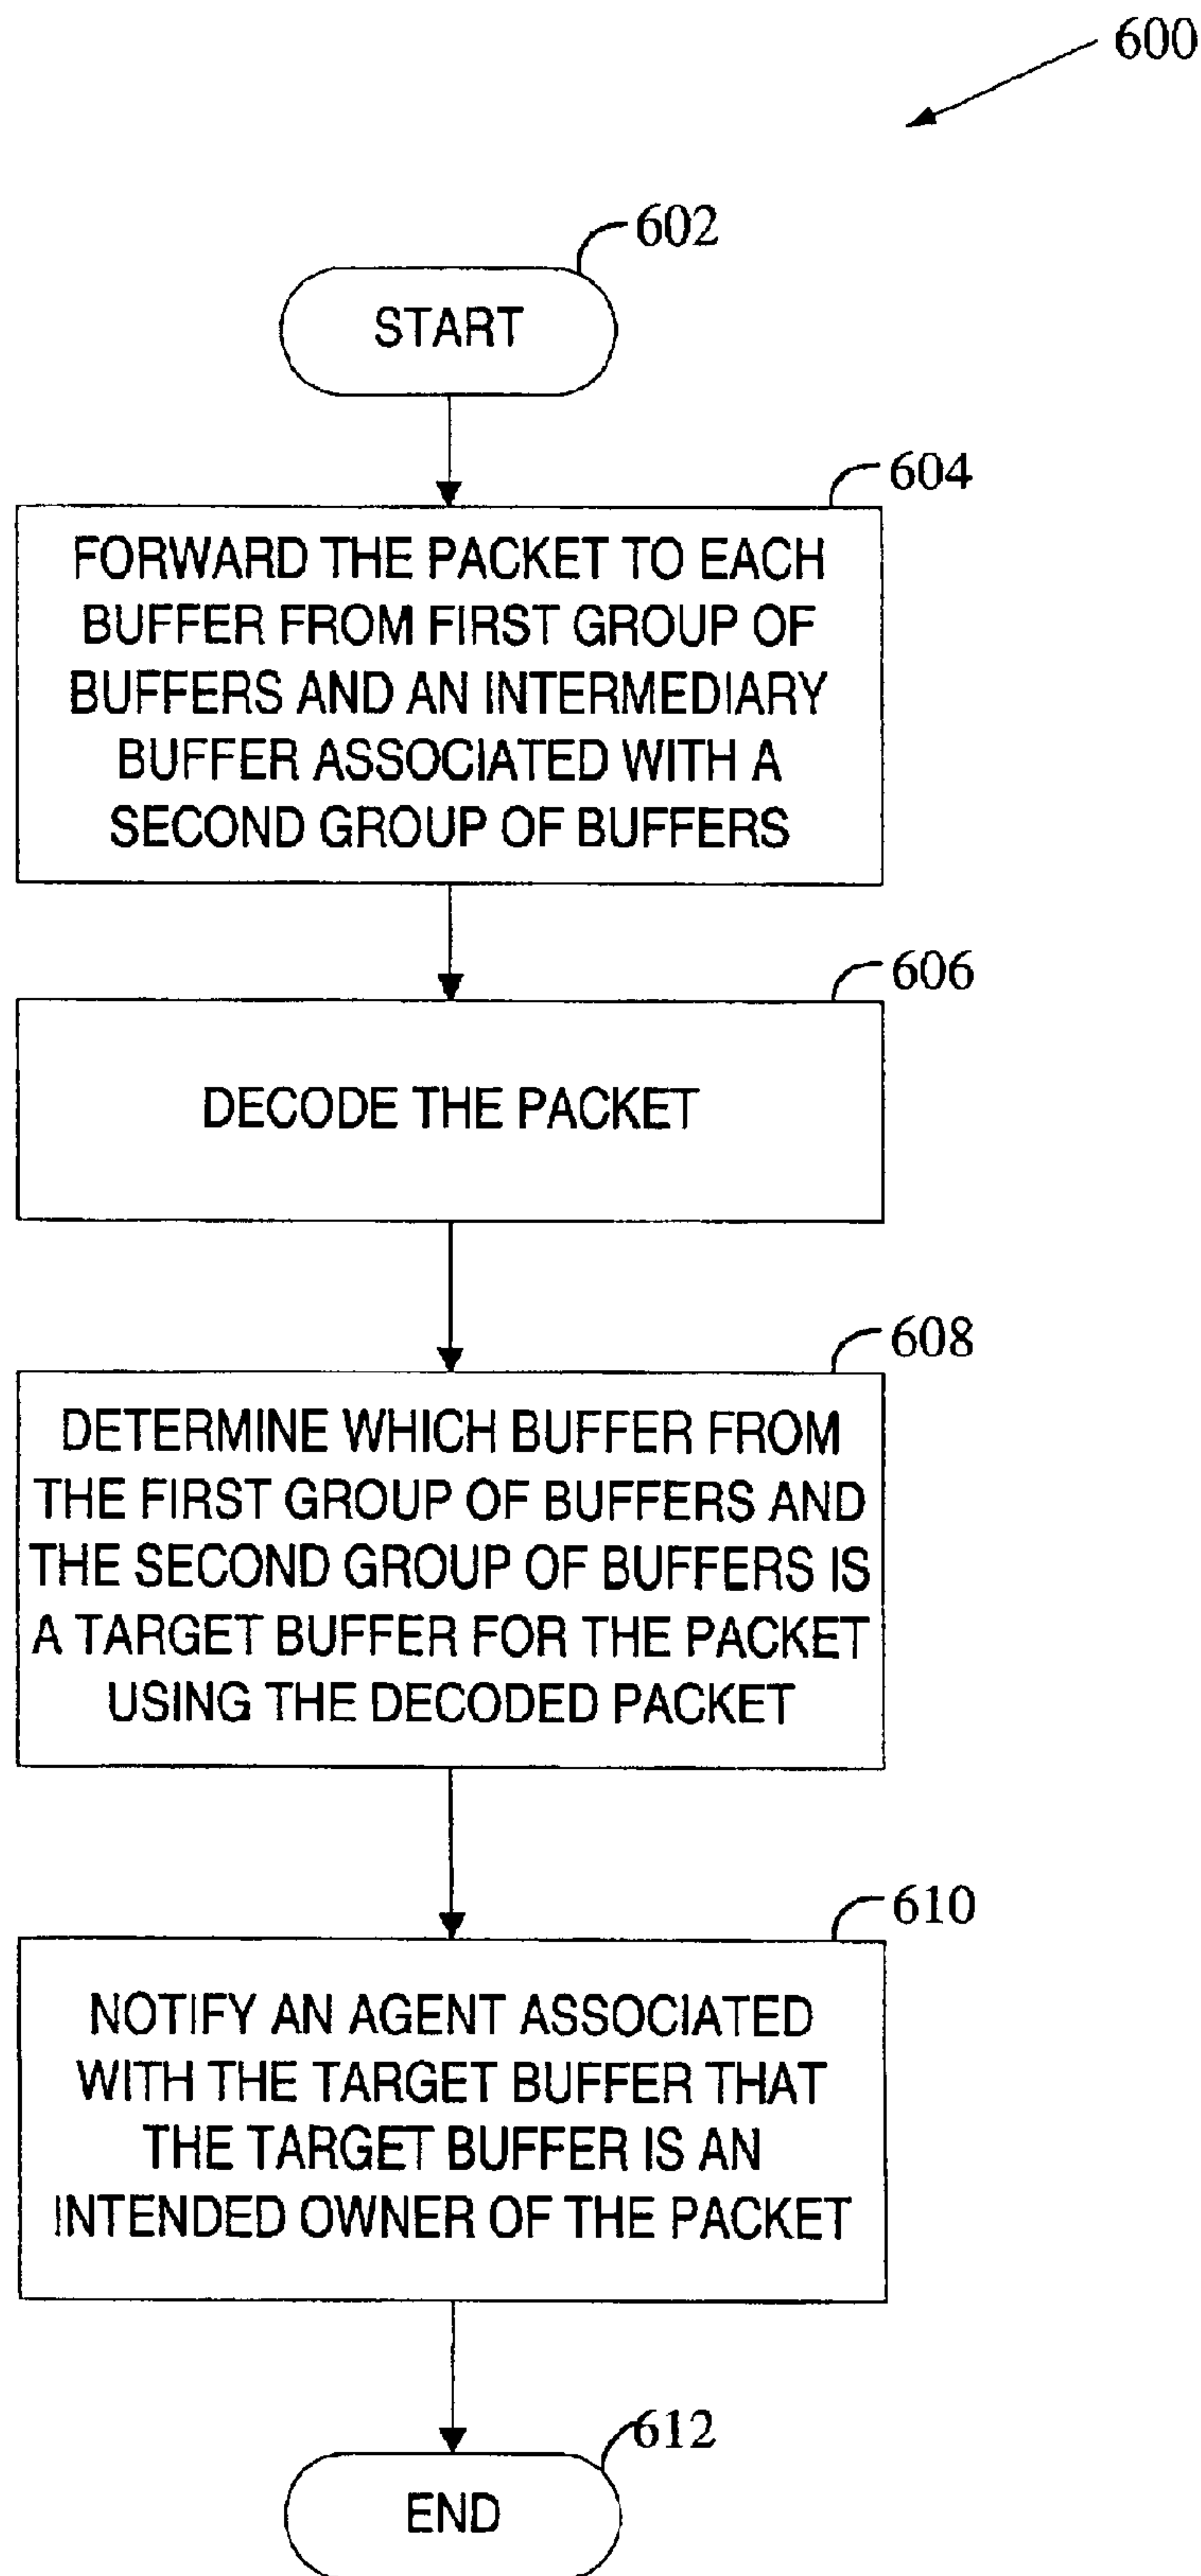 600
602
START
604
FORWARD THE PACKET TO EACH
BUFFER FROM FIRST GROUP OF
BUFFERS AND AN INTERMEDIARY
BUFFER ASSOCIATED WITH A
SECOND GROUP OF BUFFERS
606
DECODE THE PACKET
608
DETERMINE WHICH BUFFER FROM
THE FIRST GROUP OF BUFFERS AND
THE SECOND GROUP OF BUFFERS IS
A TARGET BUFFER FOR THE PACKET
USING THE DECODED PACKET
610
NOTIFY AN AGENT ASSOCIATED
WITH THE TARGET BUFFER THAT
THE TARGET BUFFER IS AN
INTENDED OWNER OF THE PACKET
612
END